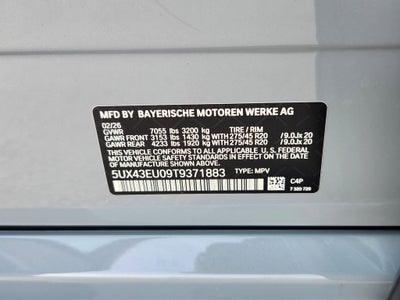 MFD BY BAYERISCHE MOTOREN WERKE AG
02/26
GVWR 7055 lbs 3200 kg TIRE / RIM
GAWR FRONT 3153 lbs 1430 kg WITH 275/45 R20 /9.0Jx 20
GAWR REAR 4233 lbs 1920 kg WITH 275/45 R20 /9.0Jx 20
THIS VEHICLE CONFORMS TO ALL APPLICABLE
U.S. FEDERAL MOTOR VEHICLE SAFETY STANDARDS IN
EFFECT ON THE DATE OF MANUFACTURE SHOWN ABOVE.
5UX43EU09T9371883 TYPE: MPV
C4P